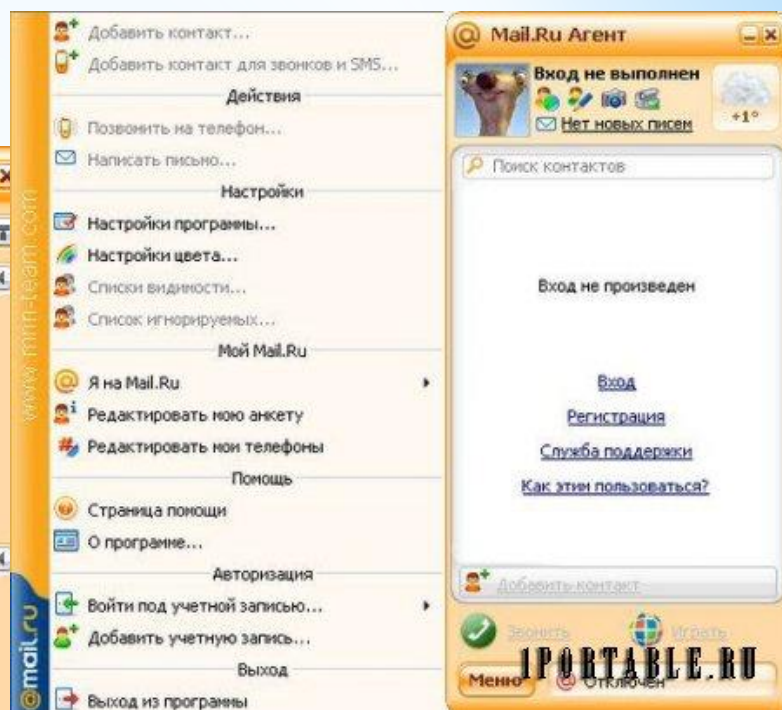 Добавить контакт...
Добавить контакт для звонков и SMS...
Действия
Позвонить на телефон...
Написать письмо...
Настройки
Настройки программы...
Настройки цвета...
Списки видимости...
Список игнорируемых...
Мой Mail.Ru
Я на Mail.Ru
Редактировать мою анкету
Редактировать мои телефоны
Помощь
Страница помощи
О программе...
Авторизация
Войти под учетной записью...
Добавить учетную запись...
Выход
Выход из программы
www.mrin-team.com
@mail.ru
Mail.Ru Агент
Вход не выполнен
Нет новых писем
+1°
Поиск контактов
Вход не произведен
Вход
Регистрация
Служба поддержки
Как этим пользоваться?
Добавить контакт
Звонить
Играть
Меню
Отключен
1PORTABLE.RU